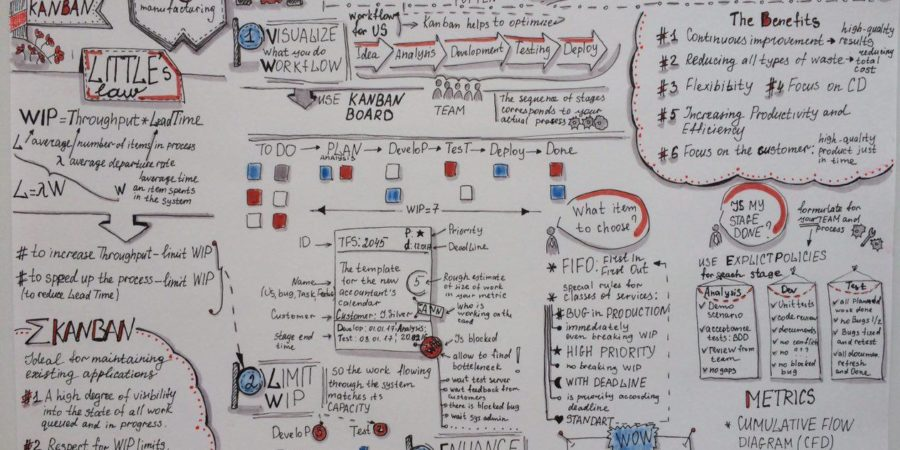 KANBAN:
manufacturing
LITTLE's
law
WIP=Throughput*LeadTime
average number of items in process
λ average departure rate
average time
an item spents
in the system
W
L=λW
# to increase Throughput-limit WIP
# to speed up the process-limit WIP
(to reduce Lead Time)
KANBAN
Ideal for maintaining
existing applications
#1 A high degree of visibility
into the state of all work
queued and in progress.
#2 Respect for WIP limits,
1 VISUALIZE
what you do
WORKFLOW
Workflow
for US
Kanban helps to optimize
Idea
Analysis
Development
Testing
Deploy
USE KANBAN
BOARD
TEAM
The sequence of stages
corresponds to your
actual process
TO DO
PLAN
analysis
DeveloP
TesT
Deploy
Done
WIP=7
ID
TPS: 2045
P: ★
Priority
DeadLine
The template
for the new
accountant's
calendar
5
Rough estimate
of size of work
in your metric
Name
(US, bug, Task, Feature)
Customer
Customer: J. Silver
ANN
Who is
working on the
card
stage end
time
Develop: 01.01.17
Analysis:
Test: 03.01.17
Is blocked
allow to find
bottleneck
wait test server
wait feedback from
customers
there is blocked bug
wait sys admin.
2 LIMIT
WIP
SO the work flowing
through the system
matches its
CAPACITY
DeveloP 3
Test 2
ENHANCE
What item
to choose?
* FIFO: First In
First Out
special rules for
classes of services:
BUG in PRODUCTION
immediately
even breaking WIP
★ HIGH PRIORITY
no breaking WIP
WITH DEADLINE
is priority according
deadline
STANDART
WOW
The Benefits
#1 Continuous improvement → high-quality
results
#2 Reducing all types of waste → reducing
total
cost
#3 Flexibibity #4 Focus on CD
#5 Increasing Productivity and
Efficiency
#6 Focus on the customer: high-quality
product just
in time
IS MY
STAGE
DONE?
formulate for
your TEAM and
process
USE EXPLICT POLICIES
for each stage
Analysis
✓ Demo
scenario
✓ acceptance
tests: BDD
✓ review from
team
✓ no gaps
Dev
✓ Unit tests
✓ code review
✓ documents
✓ no conflicts
✓ no blocked
bug
Test
✓ all planned
work done
✓ no Bugs 1/2
✓ Bugs fixed
and retest
✓ all documen.
refresh
and Done
METRICS
* CUMULATIVE FLOW
DIAGRAM (CFD)